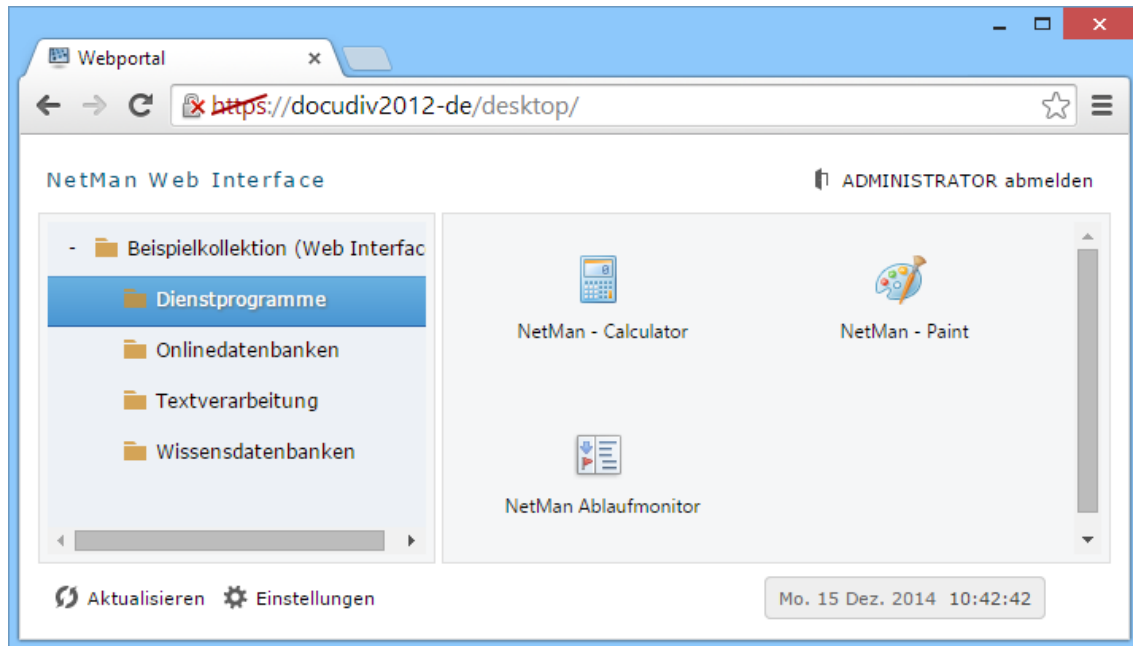 Webportal
https://docudiv2012-de/desktop/
NetMan Web Interface
ADMINISTRATOR abmelden
- Beispielkollektion (Web Interfac
Dienstprogramme
Onlinedatenbanken
Textverarbeitung
Wissensdatenbanken
NetMan - Calculator
NetMan - Paint
NetMan Ablaufmonitor
Aktualisieren
Einstellungen
Mo. 15 Dez. 2014 10:42:42